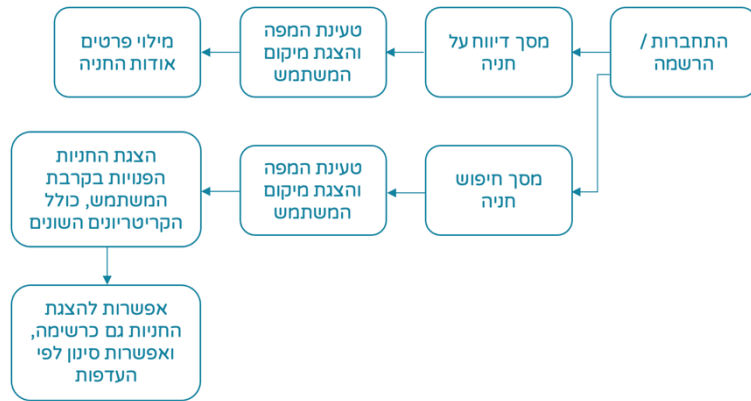 התחברות /
הרשמה
מסך דיווח על
חניה
טעינת המפה
והצגת מיקום
המשתמש
מילוי פרטים
אודות החניה
מסך חיפוש
חניה
טעינת המפה
והצגת מיקום
המשתמש
הצגת החניות
הפנויות בקרבת
המשתמש, כולל
הקריטריונים השונים
אפשרות להצגת
החניות גם כרשימה,
ואפשרות סינון לפי
העדפות